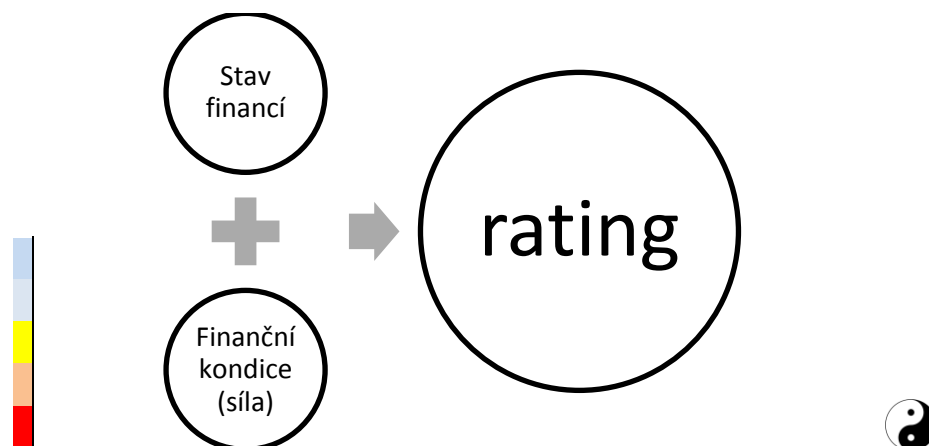 Stav
financí
rating
Finanční
kondice
(síla)